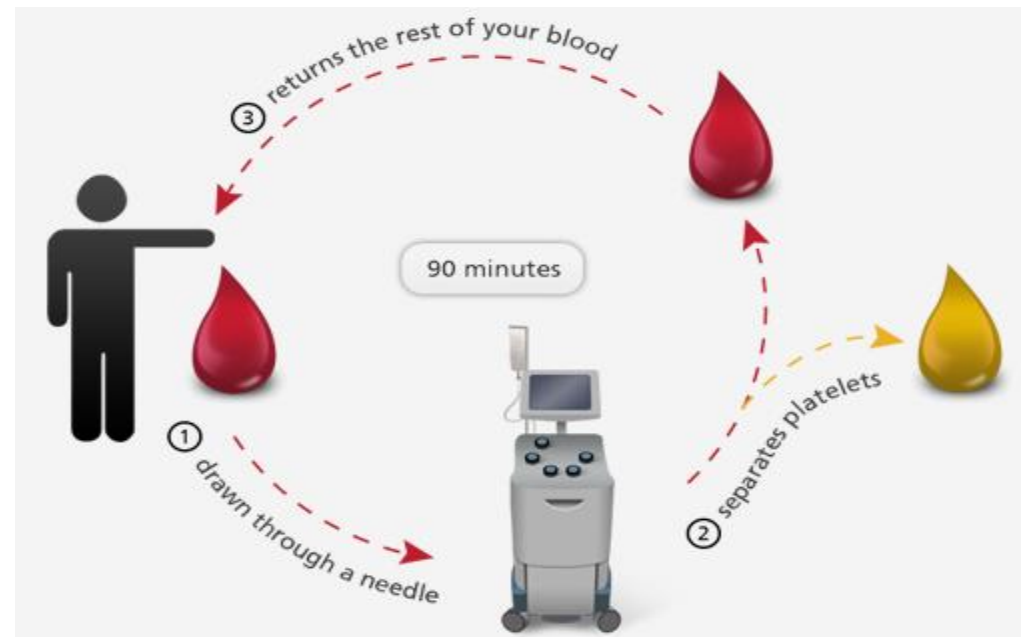 ① drawn through a needle
② separates platelets
③ returns the rest of your blood
90 minutes